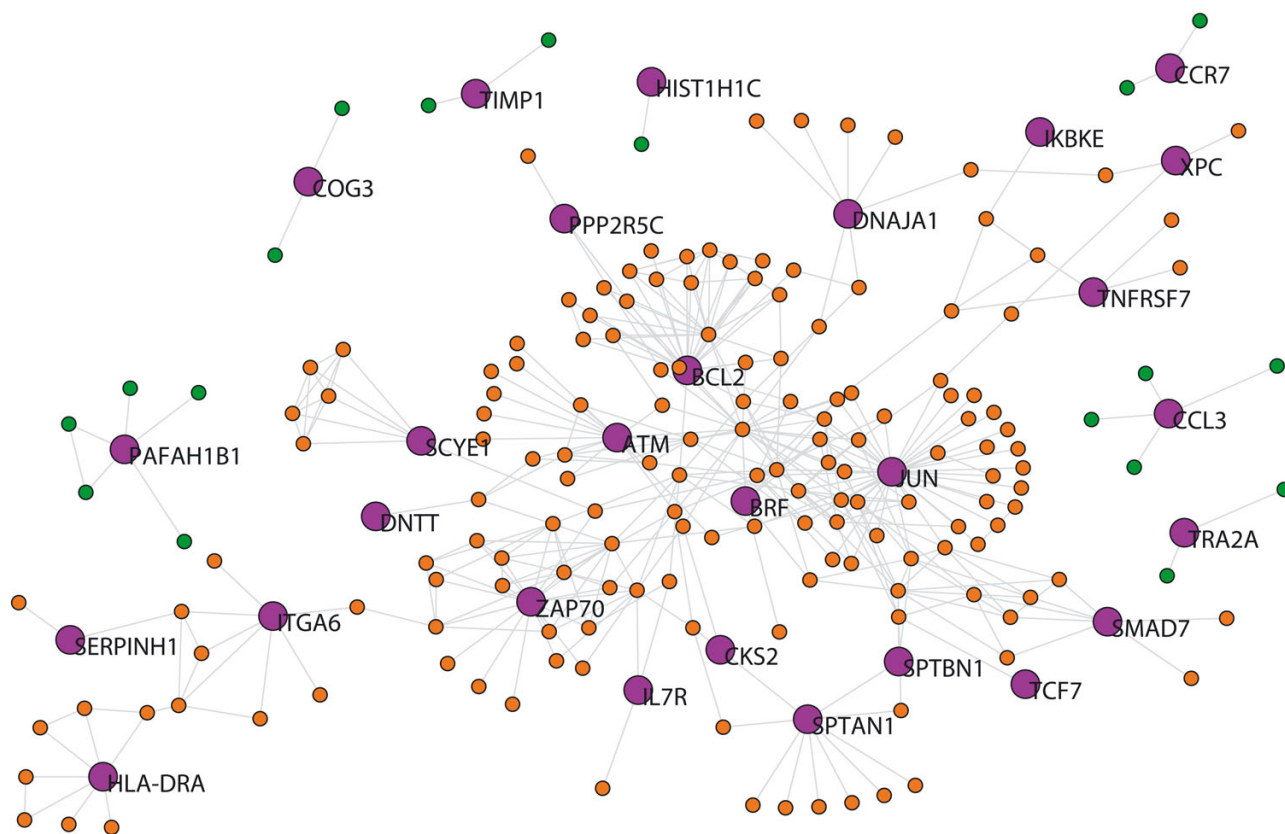 CCR7
HIST1H1C
TIMP1
IKBKE
XPC
COG3
PPP2R5C
DNAJA1
TNFRSF7
BCL2
CCL3
ATM
SCYE1
PAFAH1B1
JUN
BRF
DNTT
TRA2A
ZAP70
ITGA6
SMAD7
SERPINH1
CKS2
SPTBN1
TCF7
IL7R
SPTAN1
HLA-DRA